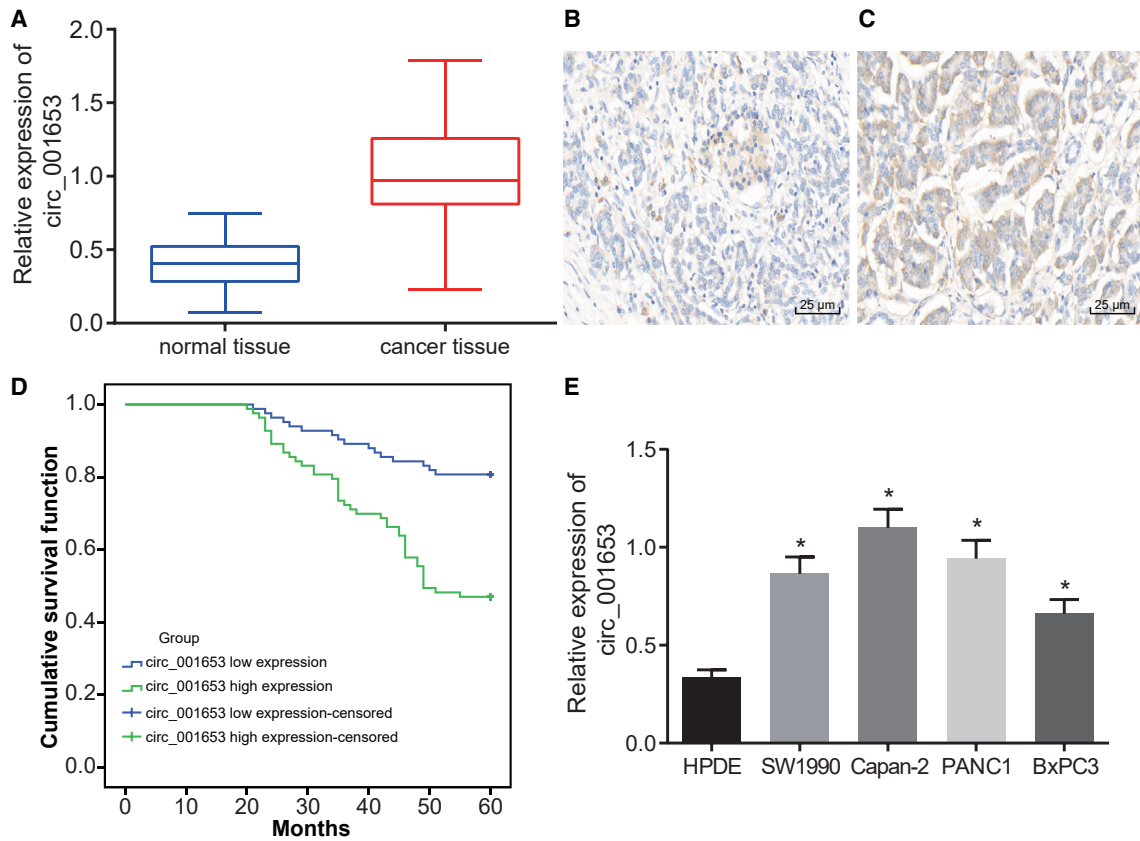 A
Relative expression of
circ_001653
2.0
1.5
1.0
0.5
0.0
normal tissue
cancer tissue
B
25 µm
C
25 µm
D
Cumulative survival function
1.0
0.8
0.6
0.4
0.2
0.0
Group
circ_001653 low expression
circ_001653 high expression
circ_001653 low expression-censored
circ_001653 high expression-censored
0 10 20 30 40 50 60
Months
E
Relative expression of
circ_001653
1.5
1.0
0.5
0.0
* * * *
HPDE SW1990 Capan-2 PANC1 BxPC3